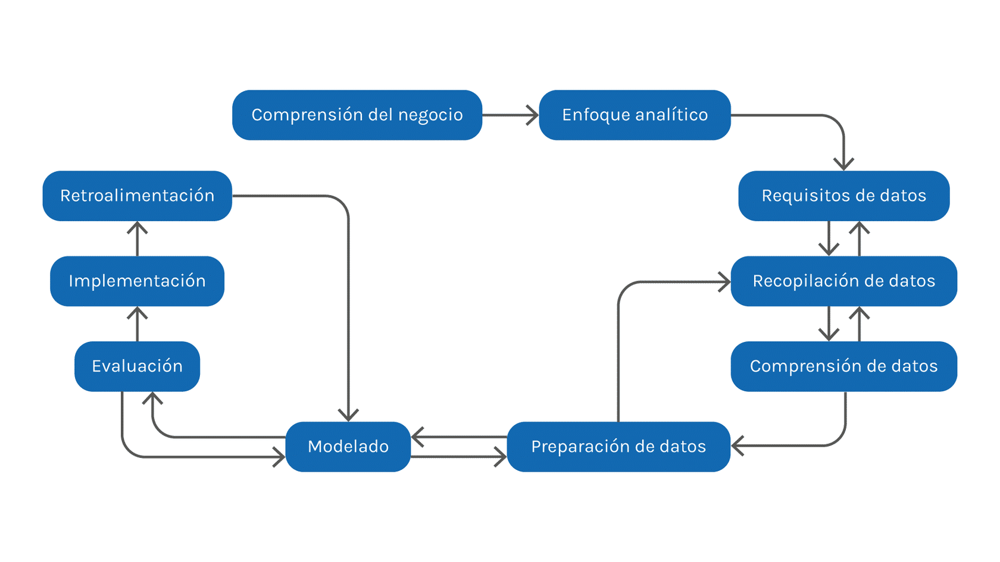 Comprensión del negocio
Enfoque analítico
Requisitos de datos
Recopilación de datos
Comprensión de datos
Preparación de datos
Modelado
Evaluación
Implementación
Retroalimentación